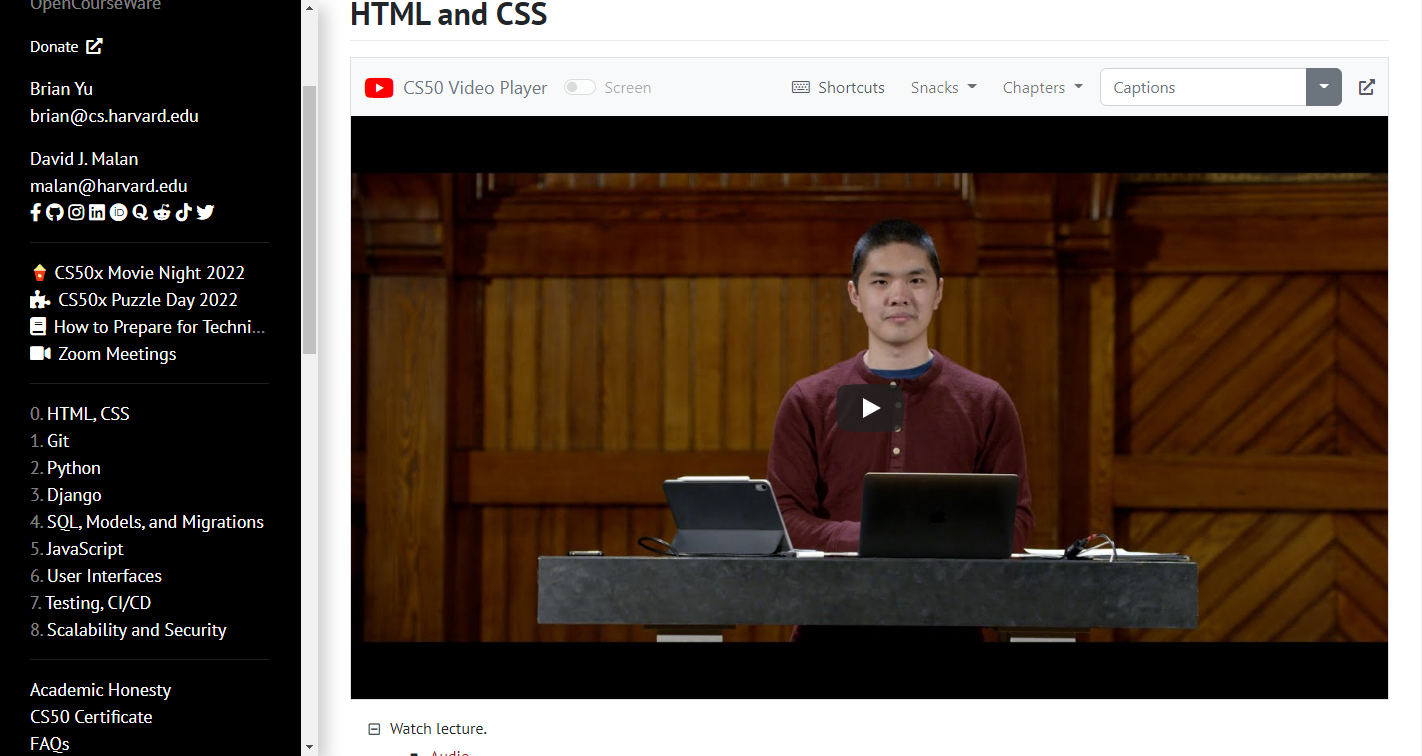 OpenCourseWare
Donate
Brian Yu
brian@cs.harvard.edu
David J. Malan
malan@harvard.edu
CS50x Movie Night 2022
CS50x Puzzle Day 2022
How to Prepare for Techni...
Zoom Meetings
0. HTML, CSS
1. Git
2. Python
3. Django
4. SQL, Models, and Migrations
5. JavaScript
6. User Interfaces
7. Testing, CI/CD
8. Scalability and Security
Academic Honesty
CS50 Certificate
FAQs
HTML and CSS
CS50 Video Player Screen Shortcuts Snacks Chapters Captions
Watch lecture.
Audio